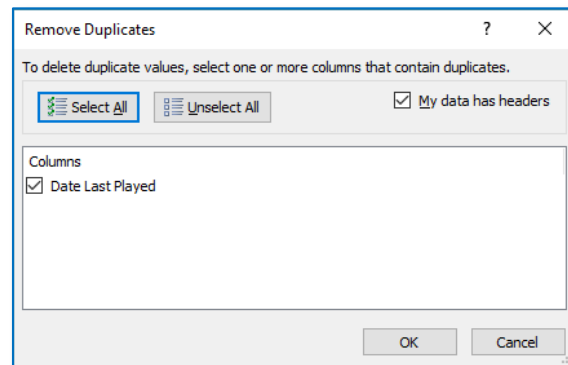 Remove Duplicates ? ×
To delete duplicate values, select one or more columns that contain duplicates.
Select All Unselect All My data has headers
Columns
Date Last Played
OK Cancel